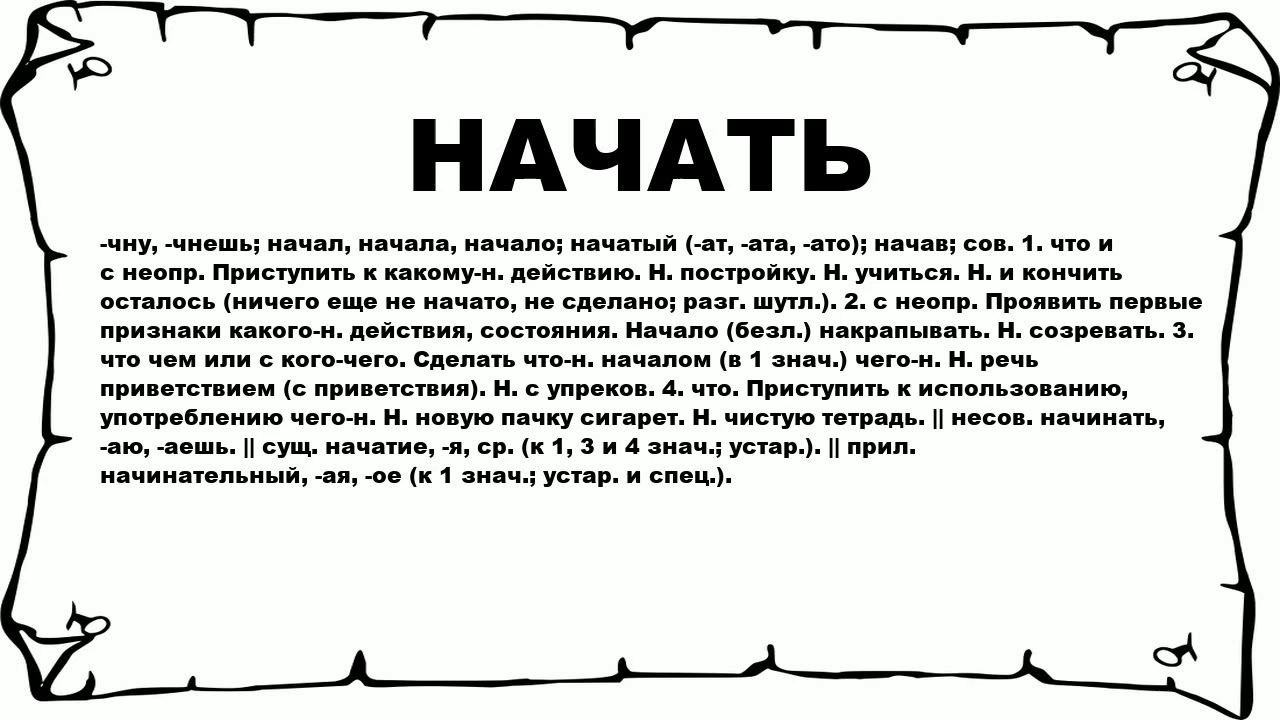 НАЧАТЬ
-чну, -чнешь; начал, начала, начало; начатый (-ат, -ата, -ато); начав; сов. 1. что и
с неопр. Приступить к какому-н. действию. Н. постройку. Н. учиться. Н. и кончить
осталось (ничего еще не начато, не сделано; разг. шутл.). 2. с неопр. Проявить первые
признаки какого-н. действия, состояния. Начало (безл.) накрапывать. Н. созревать. 3.
что чем или с кого-чего. Сделать что-н. началом (в 1 знач.) чего-н. Н. речь
приветствием (с приветствия). Н. с упреков. 4. что. Приступить к использованию,
употреблению чего-н. Н. новую пачку сигарет. Н. чистую тетрадь. || несов. начинать,
-аю, -аешь. || сущ. начатие, -я, ср. (к 1, 3 и 4 знач.; устар.). || прил.
начинательный, -ая, -ое (к 1 знач.; устар. и спец.).